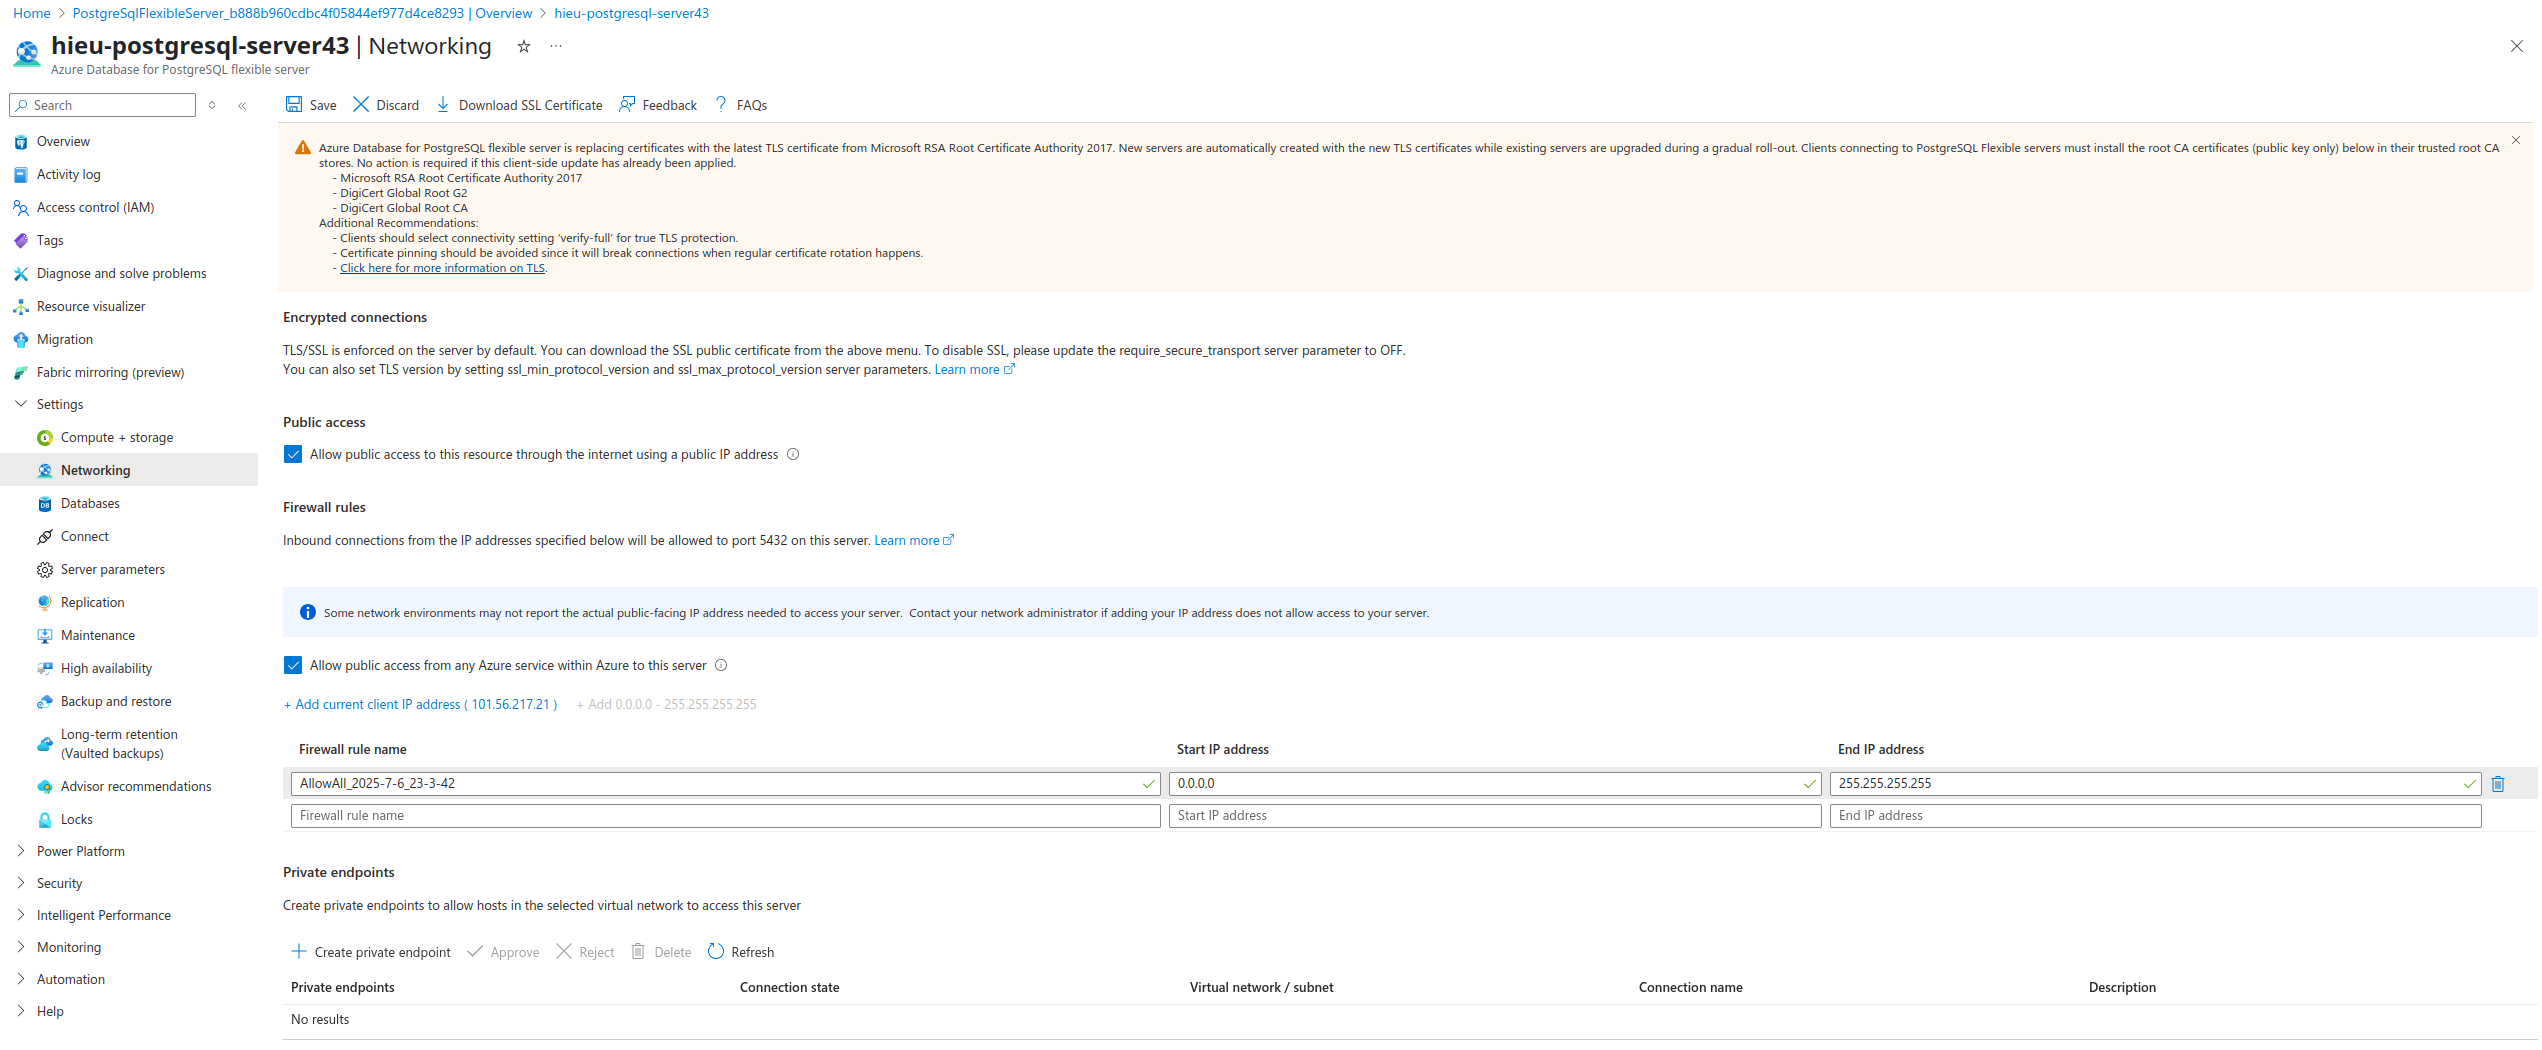 Home > PostgreSqlFlexibleServer_b888b960cdbc4f05844ef977d4ce8293 | Overview > hieu-postgresql-server43
hieu-postgresql-server43 | Networking
Azure Database for PostgreSQL flexible server
Search
Save Discard Download SSL Certificate Feedback FAQs
Overview
Activity log
Access control (IAM)
Tags
Diagnose and solve problems
Resource visualizer
Migration
Fabric mirroring (preview)
Settings
Compute + storage
Networking
Databases
Connect
Server parameters
Replication
Maintenance
High availability
Backup and restore
Long-term retention
(Vaulted backups)
Advisor recommendations
Locks
Power Platform
Security
Intelligent Performance
Monitoring
Automation
Help
Azure Database for PostgreSQL flexible server is replacing certificates with the latest TLS certificate from Microsoft RSA Root Certificate Authority 2017. New servers are automatically created with the new TLS certificates while existing servers are upgraded during a gradual roll-out. Clients connecting to PostgreSQL Flexible servers must install the root CA certificates (public key only) below in their trusted root CA
stores. No action is required if this client-side update has already been applied.
- Microsoft RSA Root Certificate Authority 2017
- DigiCert Global Root G2
- DigiCert Global Root CA
Additional Recommendations:
- Clients should select connectivity setting 'verify-full' for true TLS protection.
- Certificate pinning should be avoided since it will break connections when regular certificate rotation happens.
- Click here for more information on TLS.
Encrypted connections
TLS/SSL is enforced on the server by default. You can download the SSL public certificate from the above menu. To disable SSL, please update the require_secure_transport server parameter to OFF.
You can also set TLS version by setting ssl_min_protocol_version and ssl_max_protocol_version server parameters. Learn more
Public access
Allow public access to this resource through the internet using a public IP address
Firewall rules
Inbound connections from the IP addresses specified below will be allowed to port 5432 on this server. Learn more
Some network environments may not report the actual public-facing IP address needed to access your server. Contact your network administrator if adding your IP address does not allow access to your server.
Allow public access from any Azure service within Azure to this server
+ Add current client IP address ( 101.56.217.21 ) + Add 0.0.0.0 - 255.255.255.255
Firewall rule name Start IP address End IP address
AllowAll_2025-7-6_23-3-42 0.0.0.0 255.255.255.255
Firewall rule name Start IP address End IP address
Private endpoints
Create private endpoints to allow hosts in the selected virtual network to access this server
Create private endpoint Approve Reject Delete Refresh
Private endpoints Connection state Virtual network / subnet Connection name Description
No results